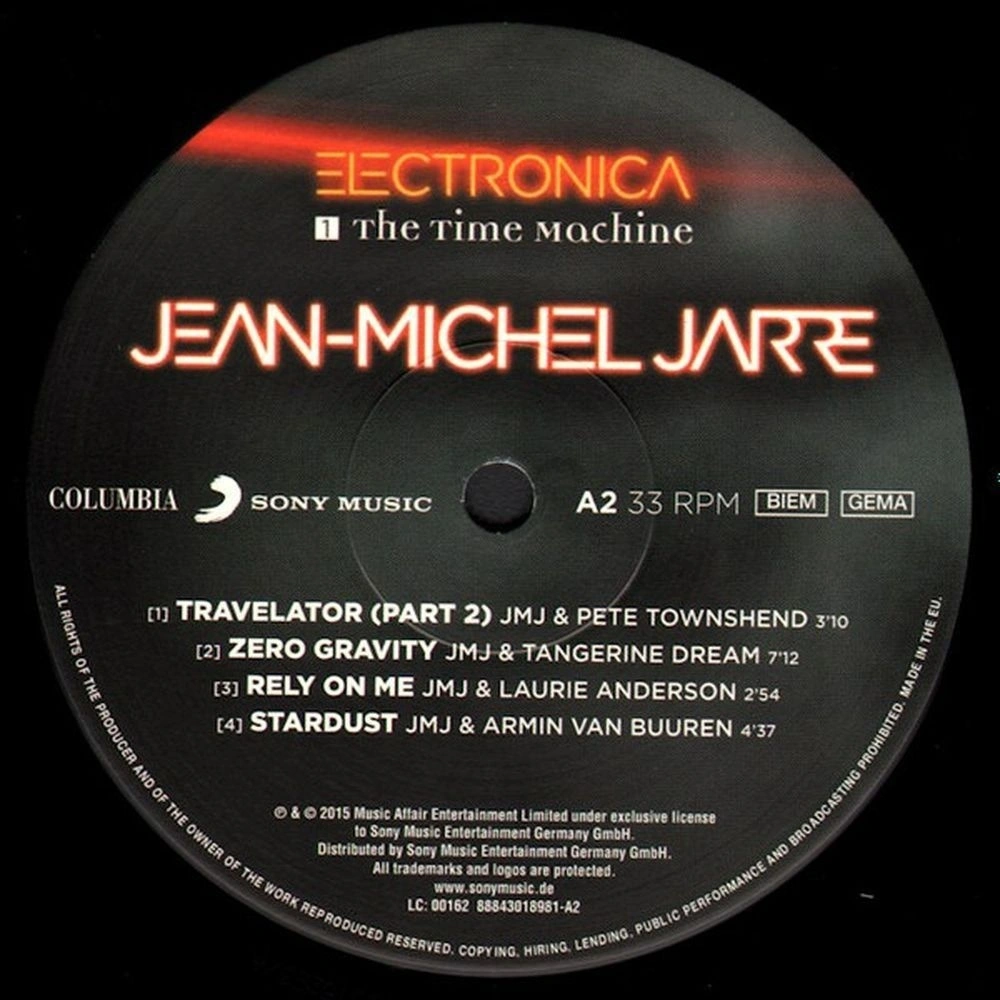 ELECTRONICA
1 The Time Machine
JEAN-MICHEL JARRE
COLUMBIA SONY MUSIC A2 33 RPM BIEM GEMA
[1] TRAVELATOR (PART 2) JMJ & PETE TOWNSHEND 3'10
[2] ZERO GRAVITY JMJ & TANGERINE DREAM 7'12
[3] RELY ON ME JMJ & LAURIE ANDERSON 2'54
[4] STARDUST JMJ & ARMIN VAN BUUREN 4'37
℗ & © 2015 Music Affair Entertainment Limited under exclusive license
to Sony Music Entertainment Germany GmbH.
Distributed by Sony Music Entertainment Germany GmbH.
All trademarks and logos are protected.
www.sonymusic.de
LC: 00162 88843018981-A2
ALL RIGHTS OF THE PRODUCER AND OF THE OWNER OF THE WORK REPRODUCED RESERVED. COPYING, HIRING, LENDING, PUBLIC PERFORMANCE AND BROADCASTING PROHIBITED. MADE IN THE EU.